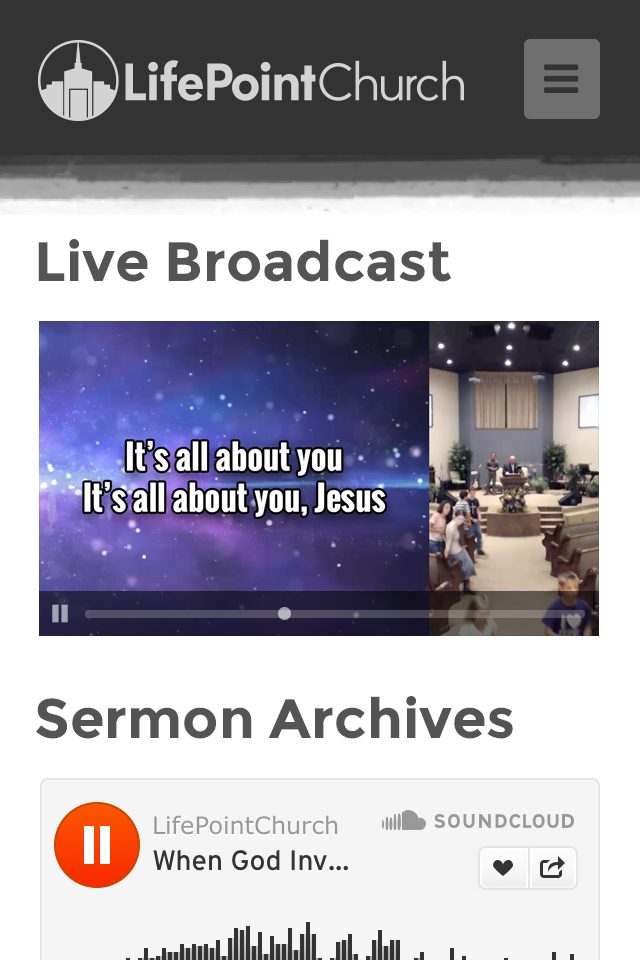 LifePointChurch
Live Broadcast
It's all about you
It's all about you, Jesus
Sermon Archives
LifePointChurch
SOUNDCLOUD
When God Inv...